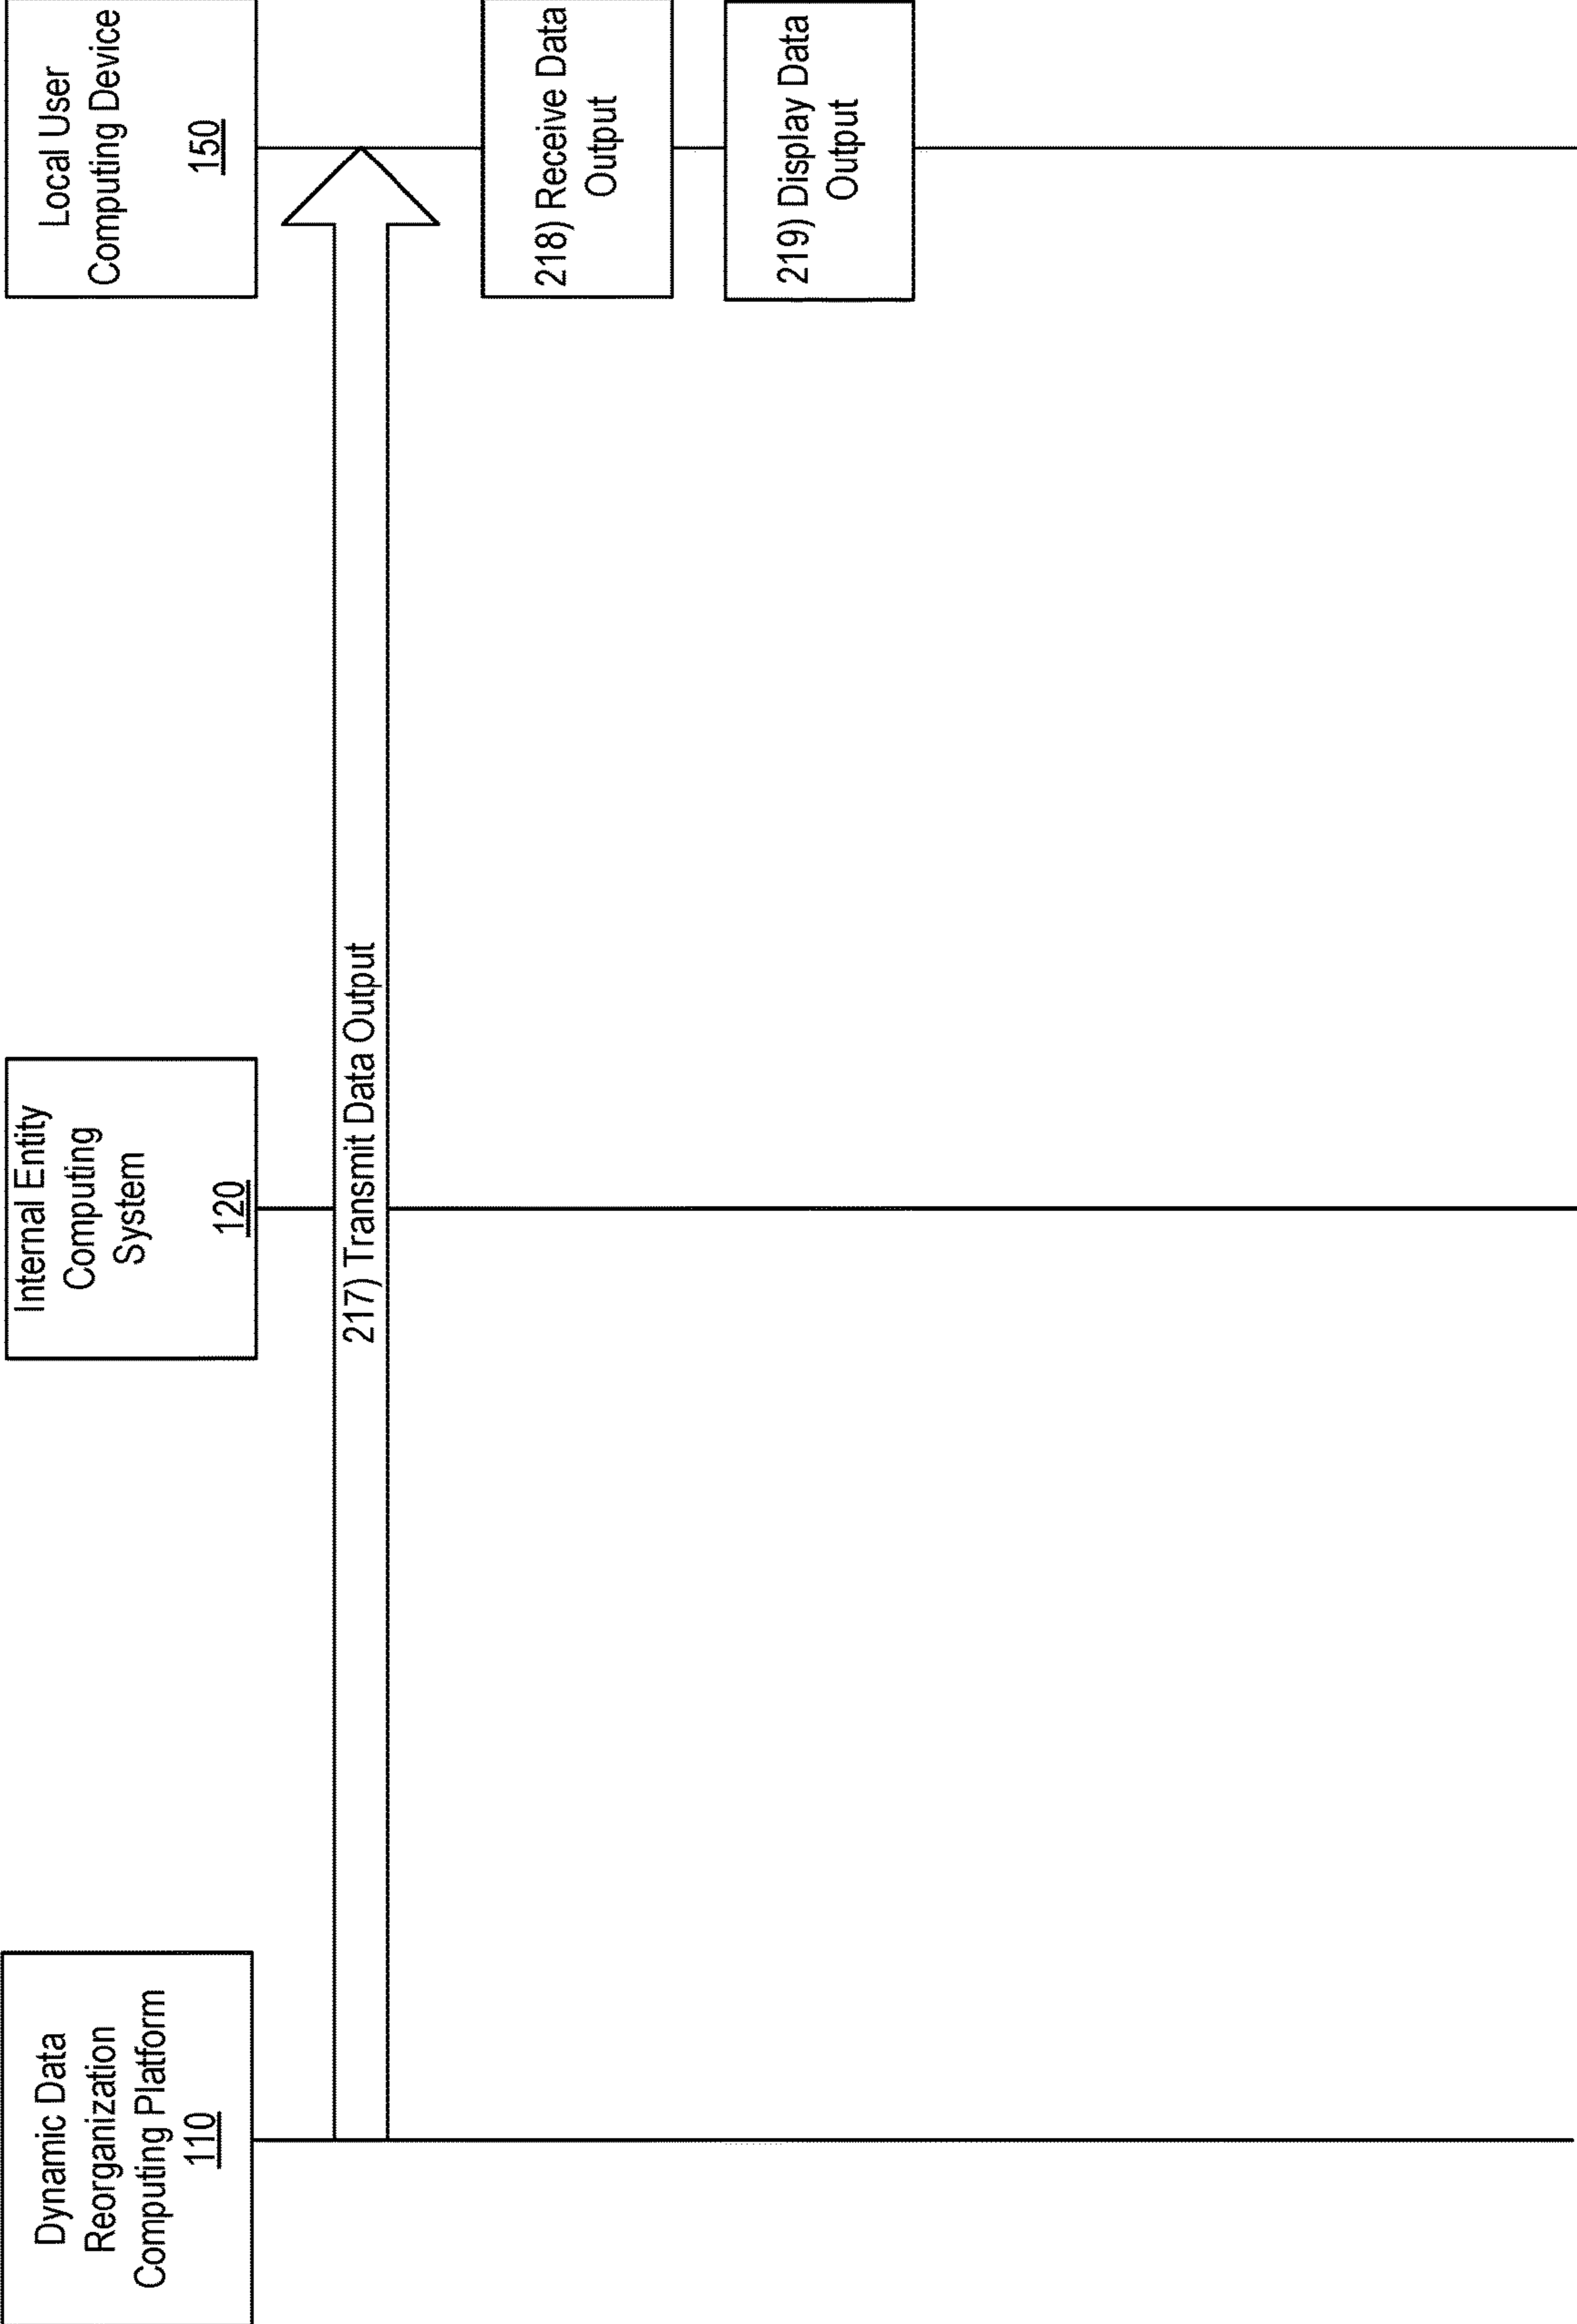 Dynamic Data
Reorganization
Computing Platform
110
Internal Entity
Computing
System
120
Local User
Computing Device
150
217) Transmit Data Output
218) Receive Data
Output
219) Display Data
Output